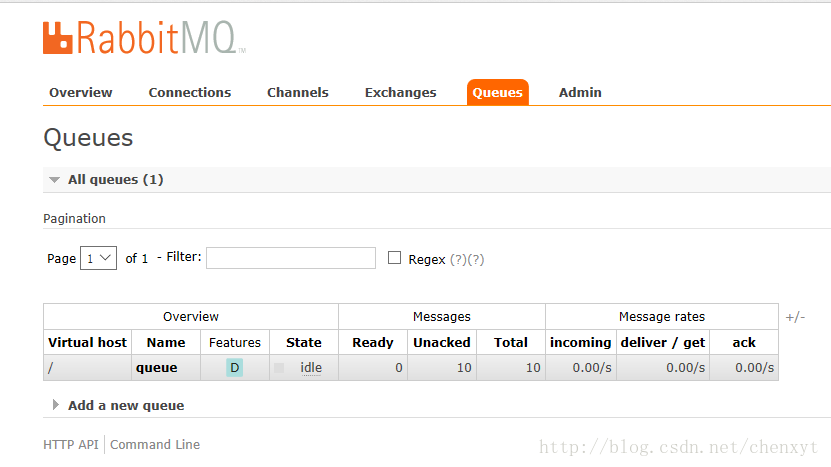 RabbitMQ™
Overview Connections Channels Exchanges Queues Admin
Queues
All queues (1)
Pagination
Page 1 of 1 - Filter: Regex (?)(?)
Overview Messages Message rates +/-
Virtual host Name Features State Ready Unacked Total incoming deliver / get ack
/ queue D idle 0 10 10 0.00/s 0.00/s 0.00/s
Add a new queue
HTTP API Command Line
http://blog.csdn.net/chenxyt